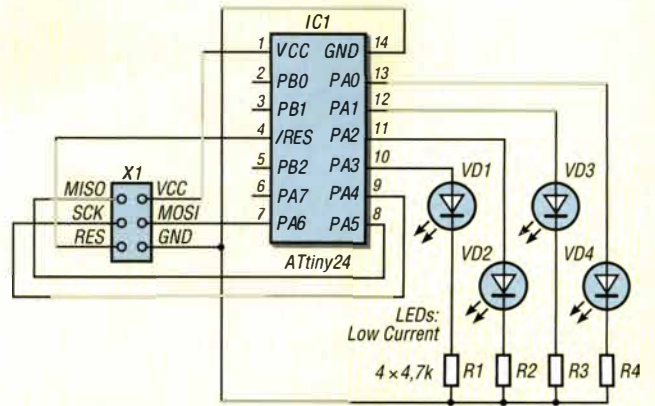 IC1
1 VCC GND 14
2 PB0 PA0 13
3 PB1 PA1 12
4 /RES PA2 11
5 PB2 PA3 10
6 PA7 PA4 9
7 PA6 PA5 8
ATtiny24
X1
MISO VCC
SCK MOSI
RES GND
VD1 VD3
VD2 VD4
LEDs:
Low Current
4×4,7k R1 R2 R3 R4